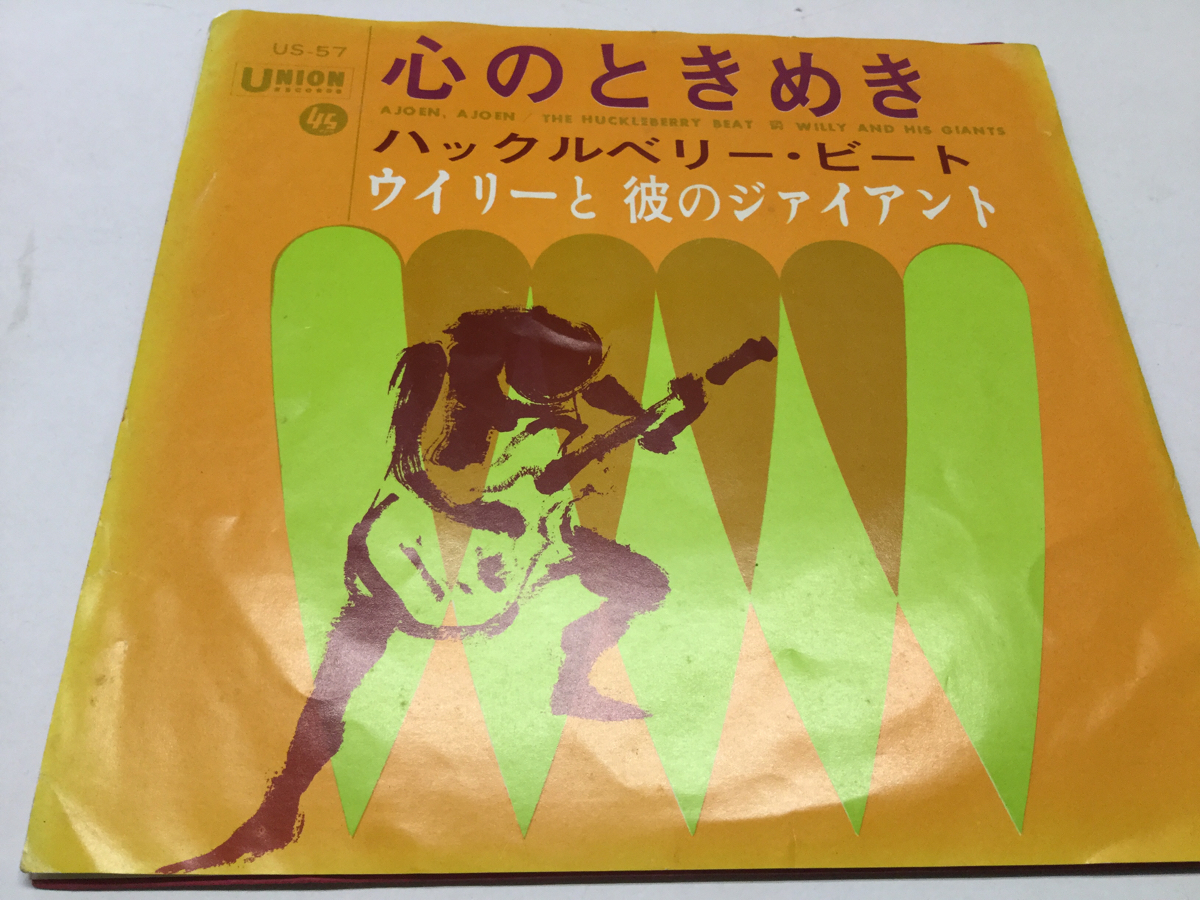 US-57
UNION
RECORDS
45
心のときめき
AJOEN, AJOEN / THE HUCKLEBERRY BEAT WILLY AND HIS GIANTS
ハックルベリー・ビート
ウイリーと 彼のジァイアント